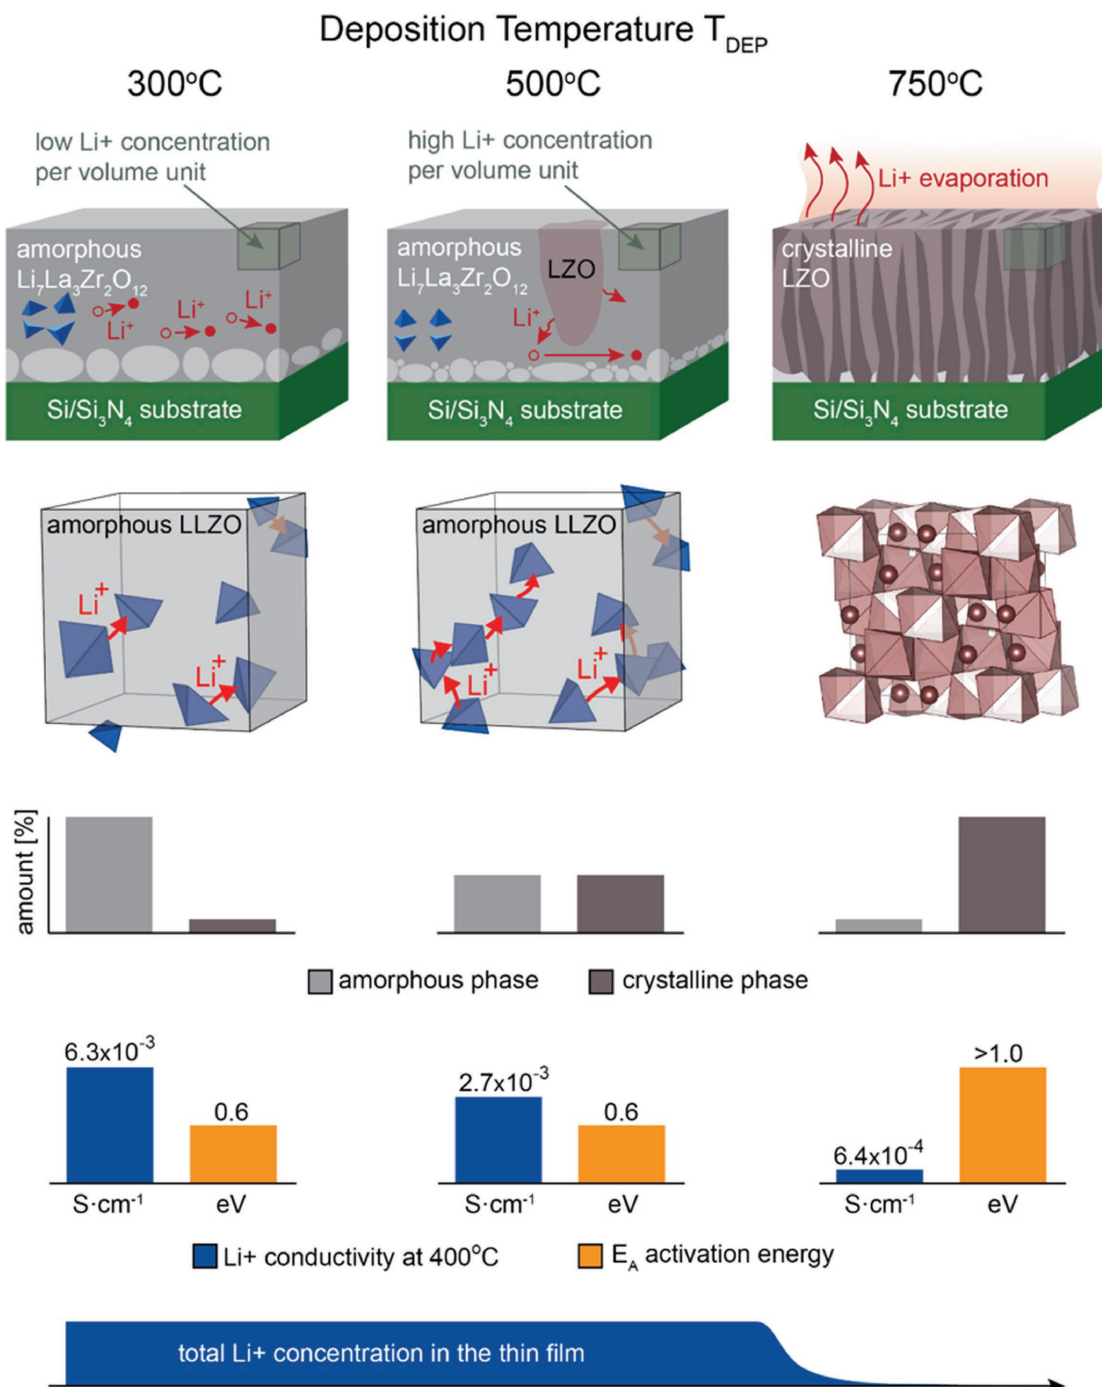 Deposition Temperature T_DEP
300°C
500°C
750°C
low Li+ concentration
per volume unit
high Li+ concentration
per volume unit
Li+ evaporation
amorphous
Li₇La₃Zr₂O₁₂
Li⁺
Li⁺
Li⁺
Si/Si₃N₄ substrate
amorphous
Li₇La₃Zr₂O₁₂
LZO
Li⁺
Si/Si₃N₄ substrate
crystalline
LZO
Si/Si₃N₄ substrate
amorphous LLZO
Li⁺
Li⁺
amorphous LLZO
Li⁺
Li⁺
amount [%]
amorphous phase
crystalline phase
6.3x10⁻³
0.6
2.7x10⁻³
0.6
6.4x10⁻⁴
>1.0
S·cm⁻¹
eV
S·cm⁻¹
eV
S·cm⁻¹
eV
Li+ conductivity at 400°C
E_A activation energy
total Li+ concentration in the thin film